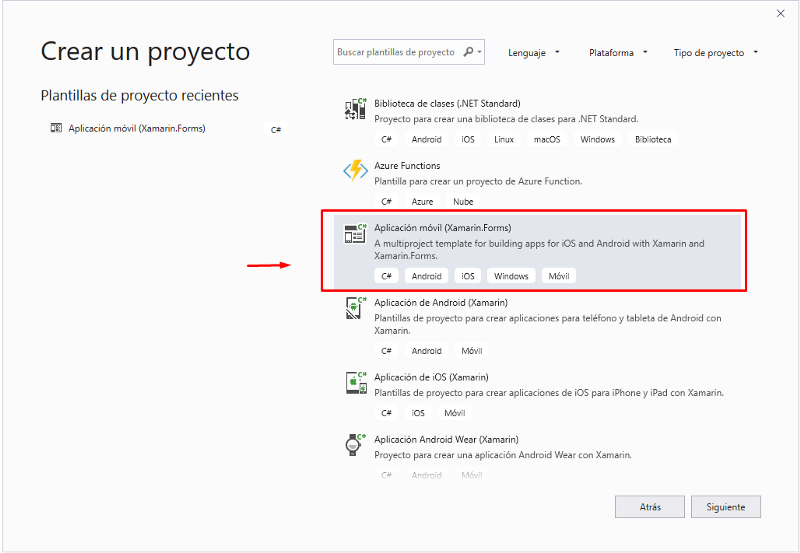 Crear un proyecto
Buscar plantillas de proyecto
Lenguaje
Plataforma
Tipo de proyecto
Plantillas de proyecto recientes
Aplicación móvil (Xamarin.Forms) C#
C# Biblioteca de clases (.NET Standard)
Proyecto para crear una biblioteca de clases para .NET Standard.
C# Android iOS Linux macOS Windows Biblioteca
Azure Functions
Plantilla para crear un proyecto de Azure Function.
C# Azure Nube
C# Aplicación móvil (Xamarin.Forms)
A multiproject template for building apps for iOS and Android with Xamarin and
Xamarin.Forms.
C# Android iOS Windows Móvil
C# Aplicación de Android (Xamarin)
Plantillas de proyecto para crear aplicaciones para teléfono y tableta de Android con
Xamarin.
C# Android Móvil
C# Aplicación de iOS (Xamarin)
Plantillas de proyecto para crear aplicaciones de iOS para iPhone y iPad con Xamarin.
C# iOS Móvil
C# Aplicación Android Wear (Xamarin)
Proyecto para crear una aplicación Android Wear con Xamarin.
C# Android Móvil
Atrás
Siguiente